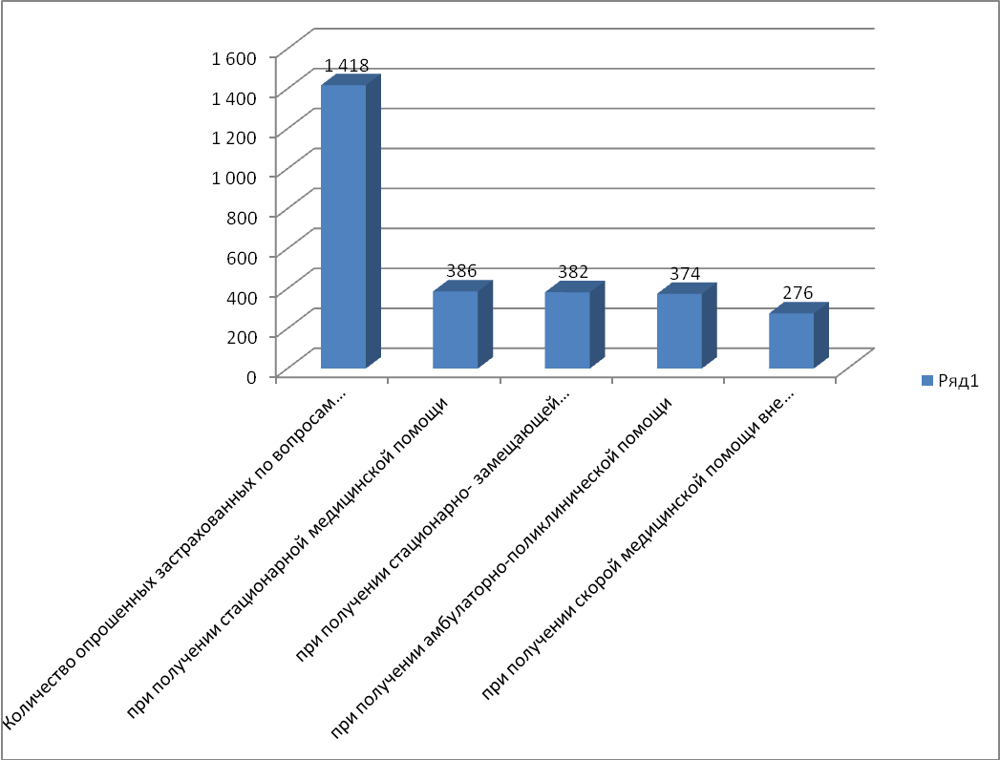 1 600
1 400
1 200
1 000
800
600
400
200
0
1 418
386
382
374
276
Количество опрошенных застрахованных по вопросам...
при получении стационарной медицинской помощи
при получении стационарно- замещающей...
при получении амбулаторно-поликлинической помощи
при получении скорой медицинской помощи вне...
Ряд1